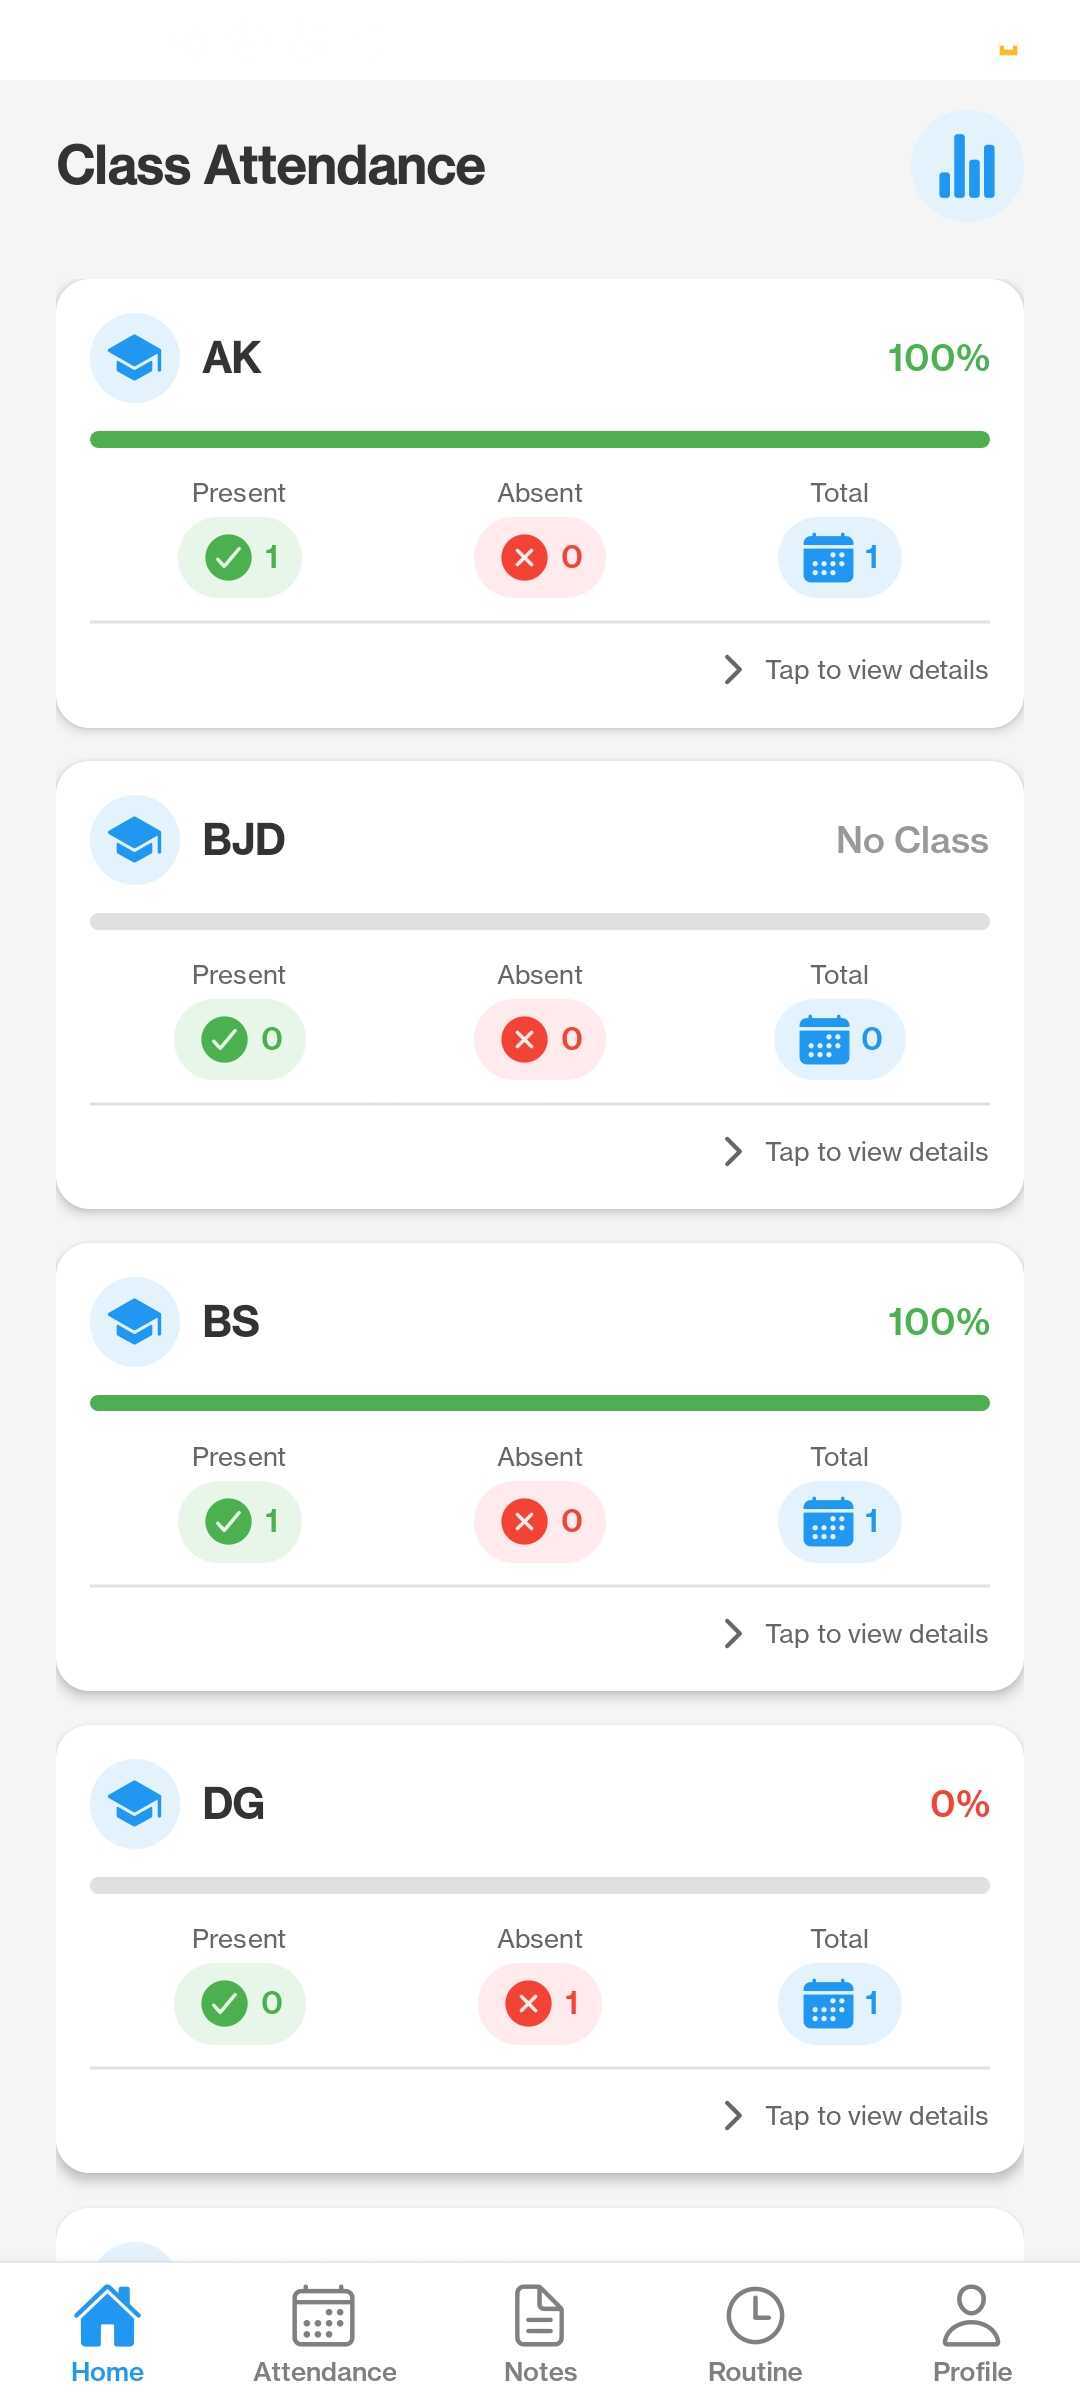 Class Attendance
AK 100%
Present Absent Total
1 0 1
Tap to view details
BJD No Class
Present Absent Total
0 0 0
Tap to view details
BS 100%
Present Absent Total
1 0 1
Tap to view details
DG 0%
Present Absent Total
0 1 1
Tap to view details
Home Attendance Notes Routine Profile